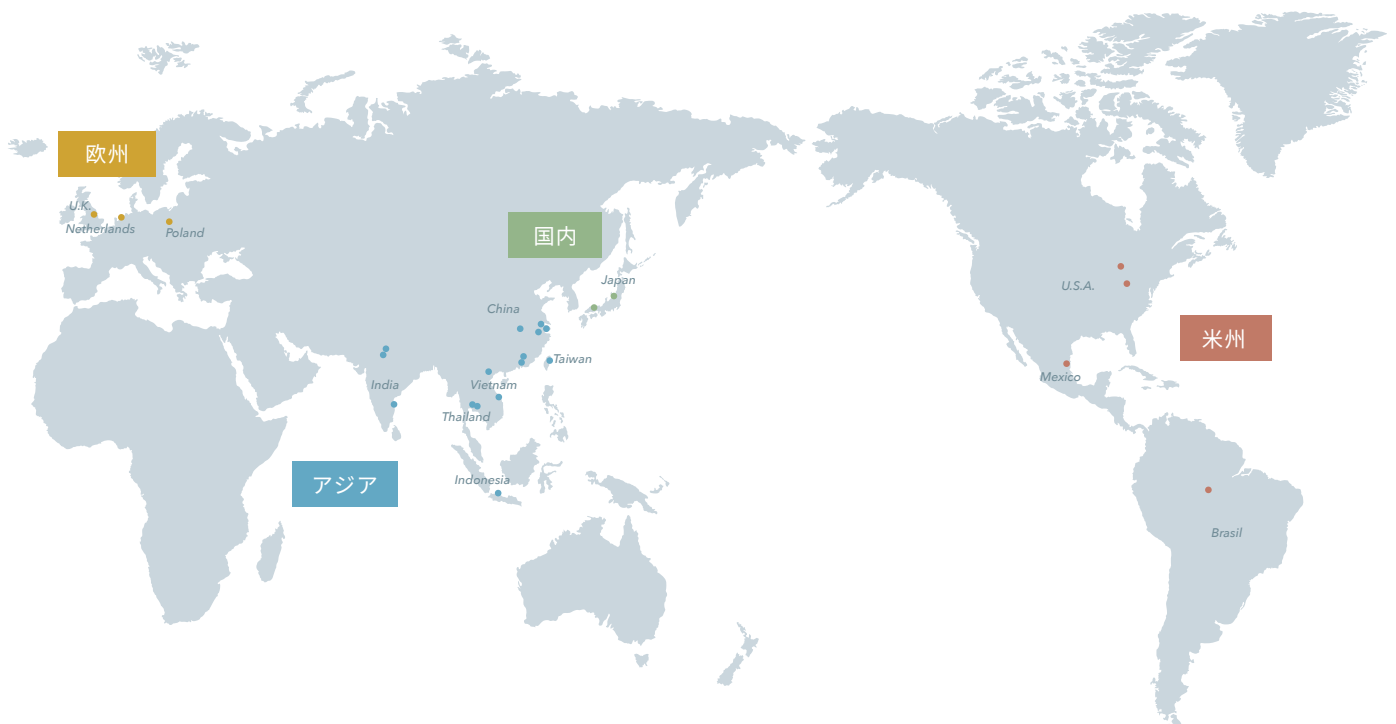 欧州
U.K.
Netherlands
Poland
国内
Japan
China
Taiwan
India
Vietnam
Thailand
アジア
Indonesia
U.S.A.
米州
Mexico
Brasil